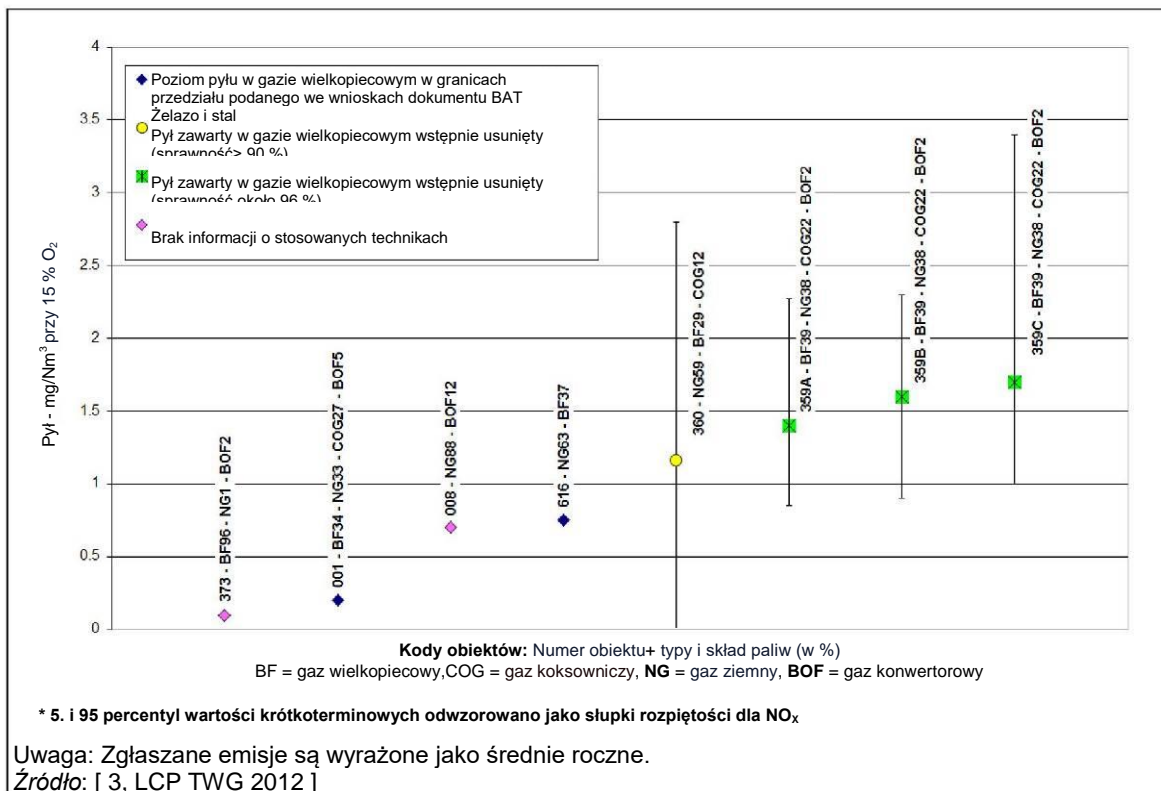 4
3.5
3
2.5
2
1.5
1
0.5
0
Pył - mg/Nm³ przy 15 % O₂
Poziom pyłu w gazie wielkopiecowym w granicach
przedziału podanego we wnioskach dokumentu BAT
Żelazo i stal
Pył zawarty w gazie wielkopiecowym wstępnie usunięty
(sprawność> 90 %)
Pył zawarty w gazie wielkopiecowym wstępnie usunięty
(sprawność około 96 %)
Brak informacji o stosowanych technikach
373 - BF96 - NG1 - BOF2
001 - BF34 - NG33 - COG27 - BOF5
008 - NG88 - BOF12
616 - NG63 - BF37
360 - NG59 - BF29 - COG12
359A - BF39 - NG38 - COG22 - BOF2
359B - BF39 - NG38 - COG22 - BOF2
359C - BF39 - NG38 - COG22 - BOF2
Kody obiektów: Numer obiektu+ typy i skład paliw (w %)
BF = gaz wielkopiecowy,COG = gaz koksowniczy, NG = gaz ziemny, BOF = gaz konwertorowy
* 5. i 95 percentyl wartości krótkoterminowych odwzorowano jako słupki rozpiętości dla NOₓ
Uwaga: Zgłaszane emisje są wyrażone jako średnie roczne.
Źródło: [ 3, LCP TWG 2012 ]